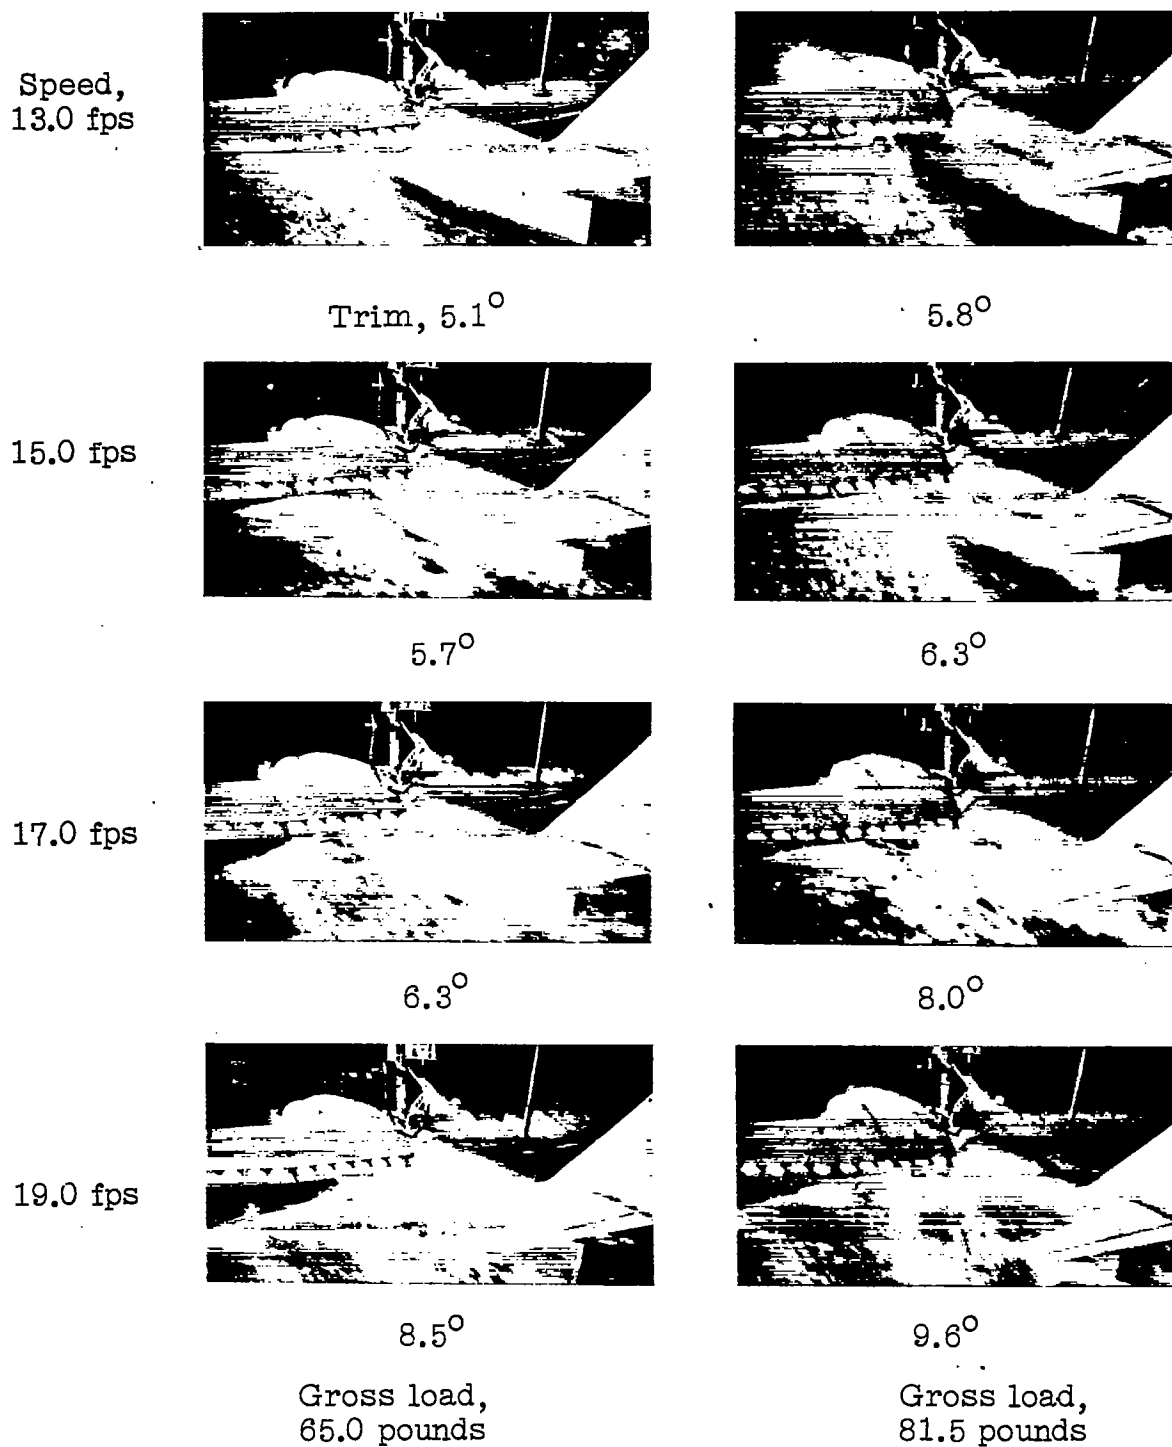 Speed,
13.0 fps
Trim, 5.1°
5.8°
15.0 fps
5.7°
6.3°
17.0 fps
6.3°
8.0°
19.0 fps
8.5°
9.6°
Gross load,
65.0 pounds
Gross load,
81.5 pounds